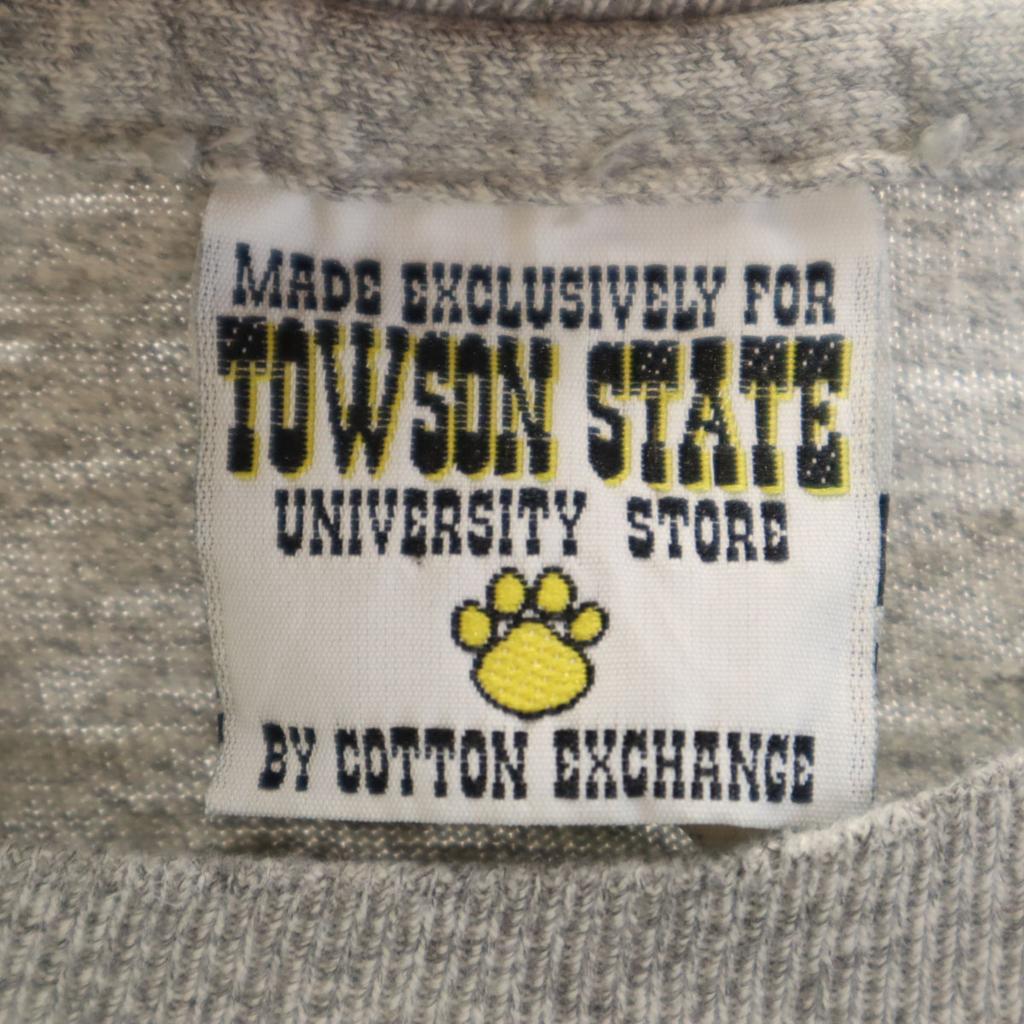 MADE EXCLUSIVELY FOR
TOWSON STATE
UNIVERSITY STORE
BY COTTON EXCHANGE